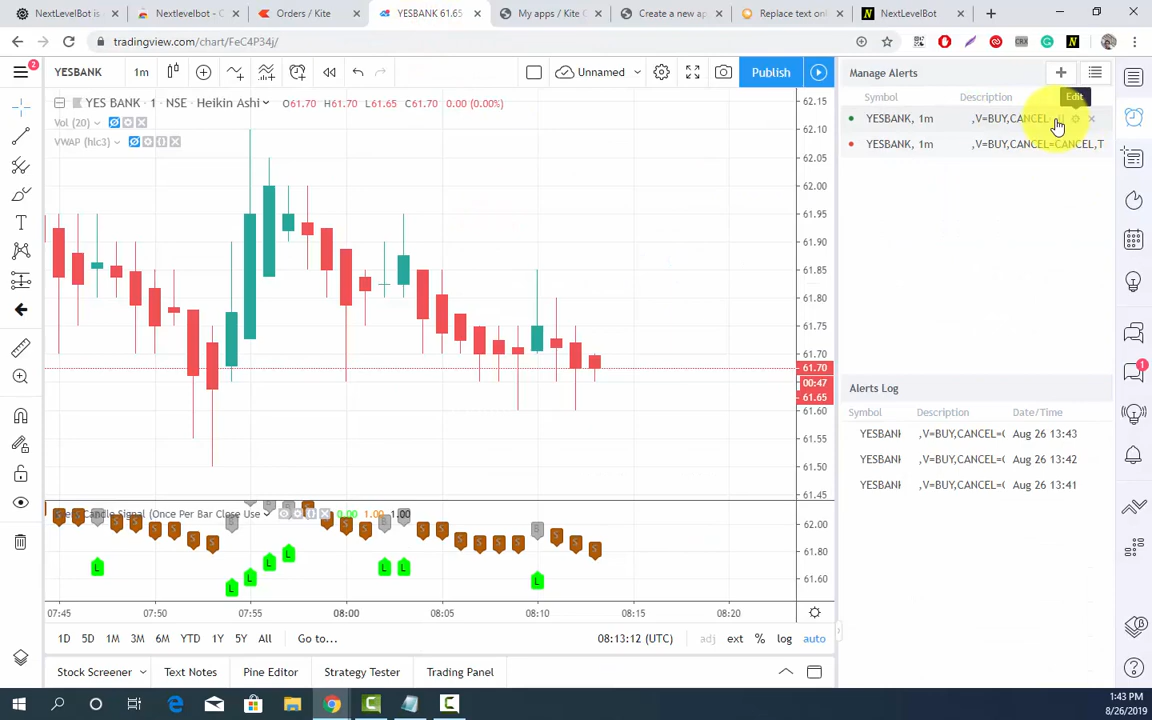 Nextlevelbot is a
Nextlevelbot - C
Orders / Kite
YESBANK 61.65
My apps / Kite C
Create a new ap
Replace text onl
NextLevelBot
tradingview.com/chart/FeC4P34j/
2
YESBANK
1m
Unnamed
Publish
Manage Alerts
Edit
Symbol
Description
YESBANK, 1m
,V=BUY,CANCEL
YESBANK, 1m
,V=BUY,CANCEL=CANCEL,T
YES BANK · 1 · NSE
Heikin Ashi
O61.70 H61.70 L61.65 C61.70 0.00 (0.00%)
Vol (20)
VWAP (hlc3)
62.15
62.10
62.05
62.00
61.95
61.90
61.85
61.80
61.75
61.70
61.70
00:47
61.65
61.60
61.55
61.50
61.45
Candle Signal (Once Per Bar Close Use
0.00 1.00 1.00
62.00
61.80
61.60
07:45
07:50
07:55
08:00
08:05
08:10
08:15
08:20
Alerts Log
Symbol
Description
Date/Time
YESBANK
,V=BUY,CANCEL=C
Aug 26 13:43
YESBANK
,V=BUY,CANCEL=C
Aug 26 13:42
YESBANK
,V=BUY,CANCEL=C
Aug 26 13:41
1
1D 5D 1M 3M 6M YTD 1Y 5Y All
Go to...
08:13:12 (UTC)
adj ext % log auto
Stock Screener
Text Notes
Pine Editor
Strategy Tester
Trading Panel
1:43 PM
8/26/2019